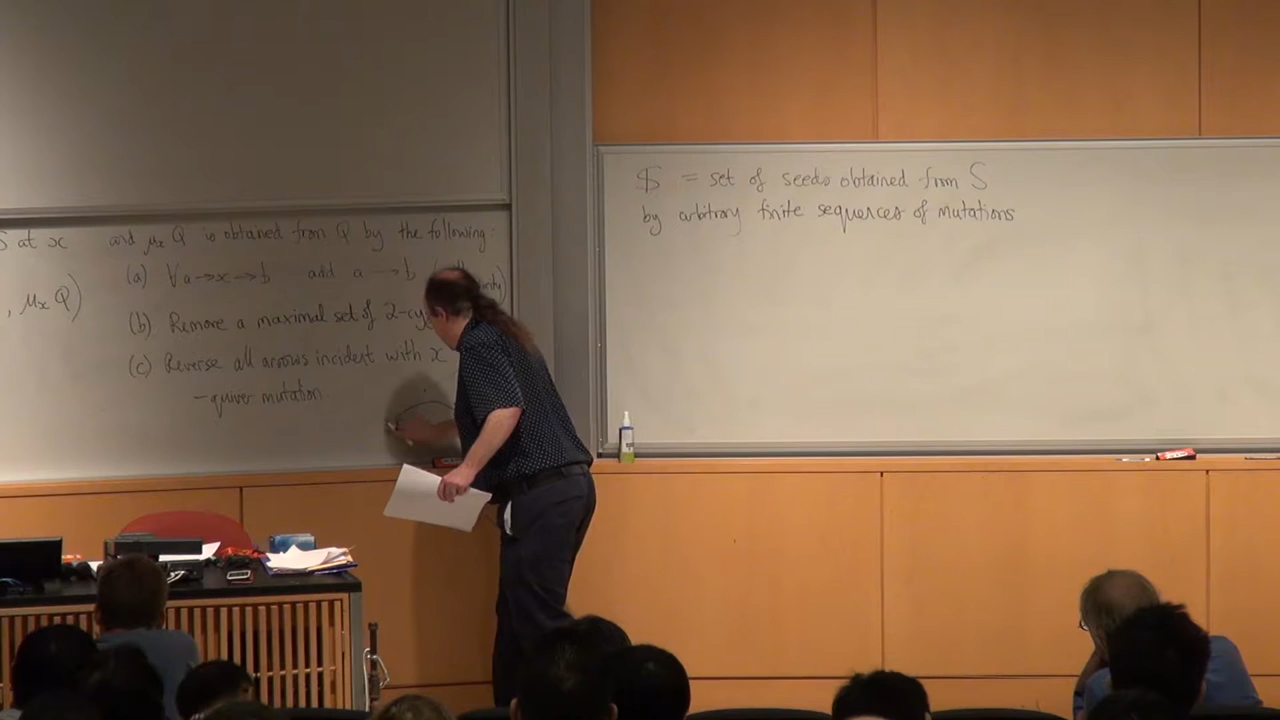 S at x and μₓ Q is obtained from Q by the following:
, μₓ Q)
(a) ∀ a → x → b add a → b
(b) Remove a maximal set of 2-cy
(c) Reverse all arrows incident with x
- quiver mutation
𝕊 = set of seeds obtained from S
by arbitrary finite sequences of mutations